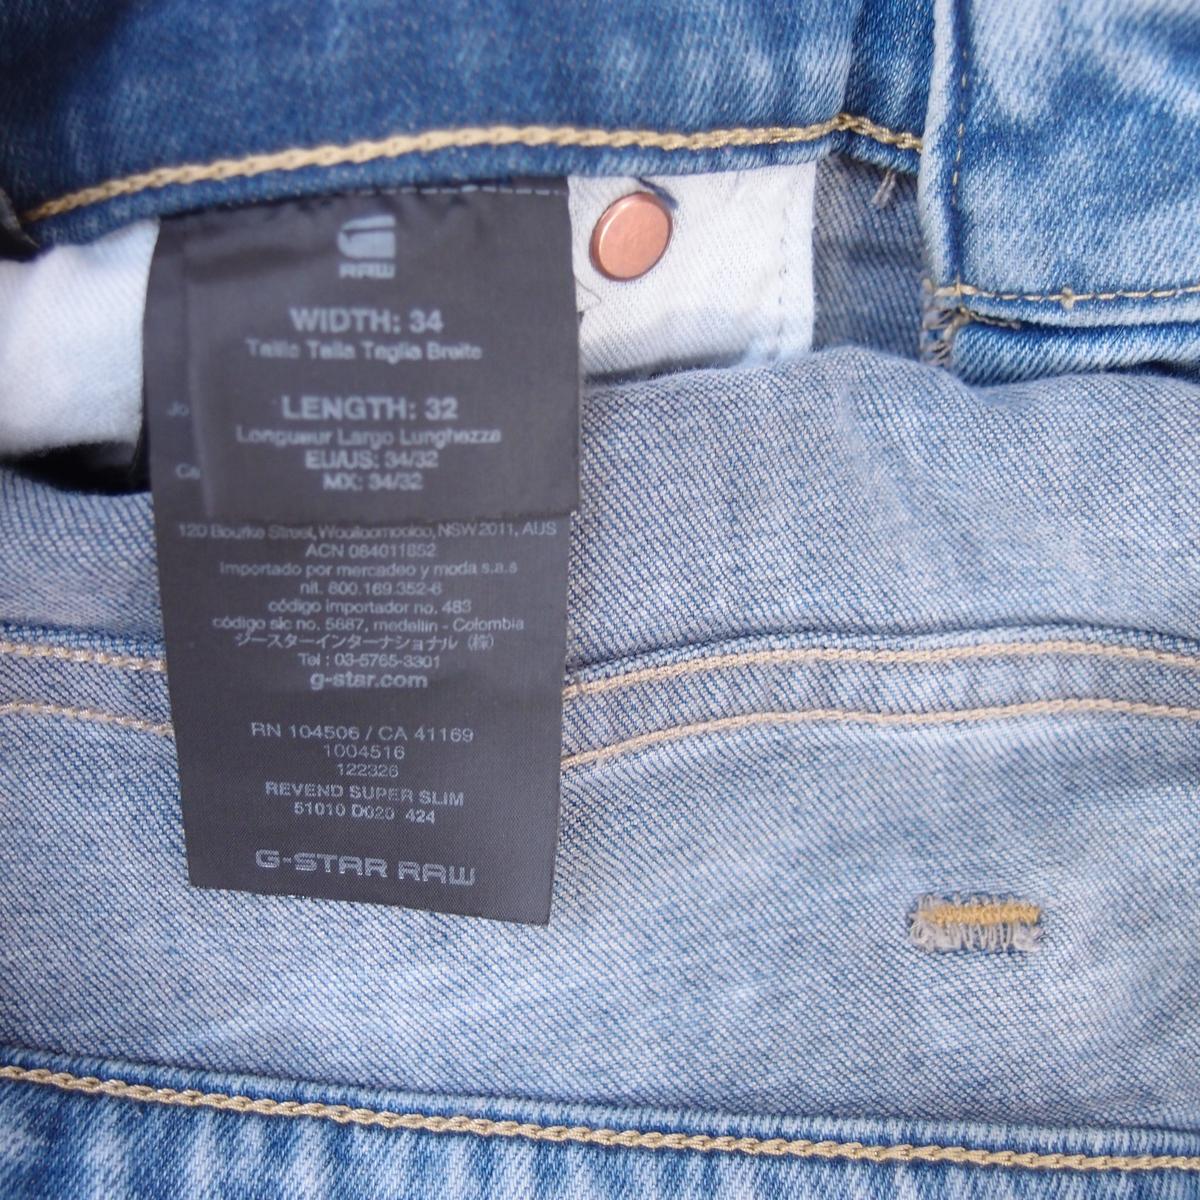 RAW
WIDTH: 34
Taille Talla Taglia Breite
LENGTH: 32
Longueur Largo Lunghezza
EU/US: 34/32
MX: 34/32
Jo
Ca
120 Bourke Street, Woolloomooloo, NSW 2011, AUS
ACN 084011852
Importado por mercadeo y moda s.a.s
nit. 800.169.352-6
código importador no. 483
código sic no. 5687, medellin - Colombia
ジースターインターナショナル (株)
Tel : 03-5765-3301
g-star.com
RN 104506 / CA 41169
1004516
122326
REVEND SUPER SLIM
51010 D020 424
G-STAR RAW